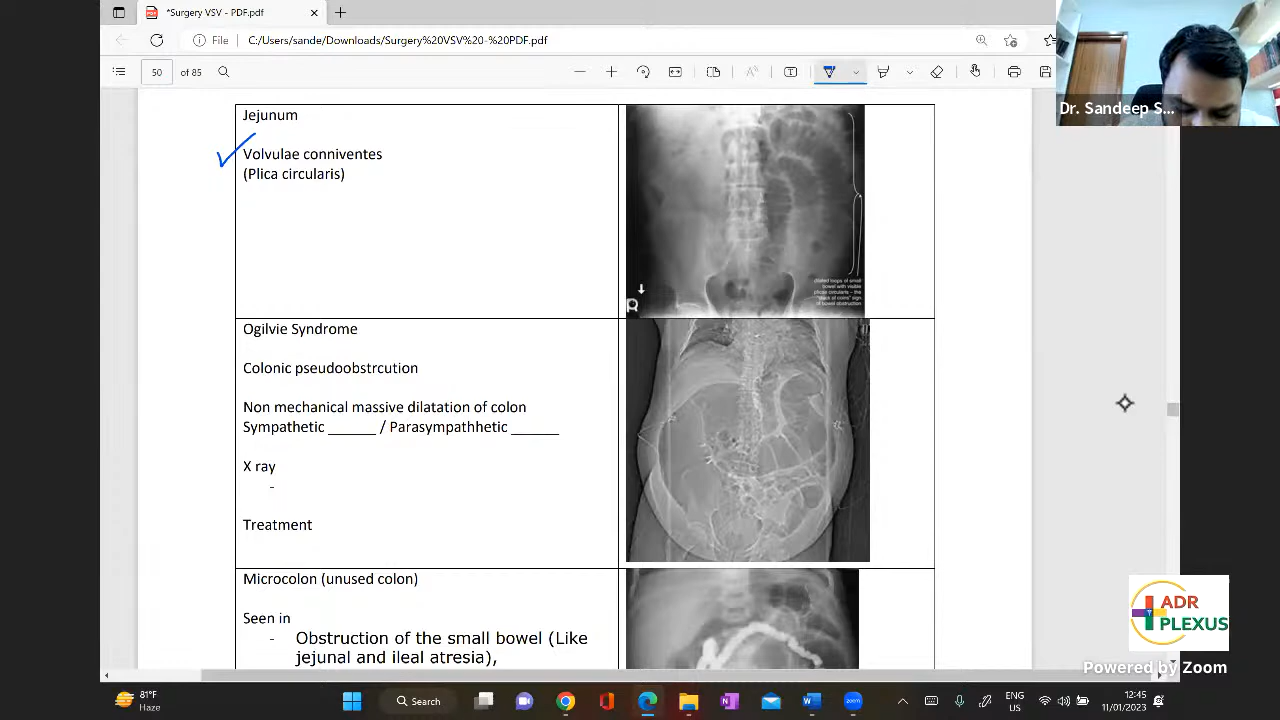 *Surgery VSV - PDF.pdf
File
C:/Users/sande/Downloads/Surgery%20VSV%20-%20PDF.pdf
50 of 85
Dr. Sandeep S...
Jejunum
Volvulae conniventes
(Plica circularis)
R
Ogilvie Syndrome
Colonic pseudoobstrcution
Non mechanical massive dilatation of colon
Sympathetic ______ / Parasympathhetic ______
X ray
-
Treatment
Microcolon (unused colon)
Seen in
- Obstruction of the small bowel (Like
jejunal and ileal atresia),
ADR
PLEXUS
Powered by Zoom
81°F
Haze
Search
ENG
US
12:45
11/01/2023